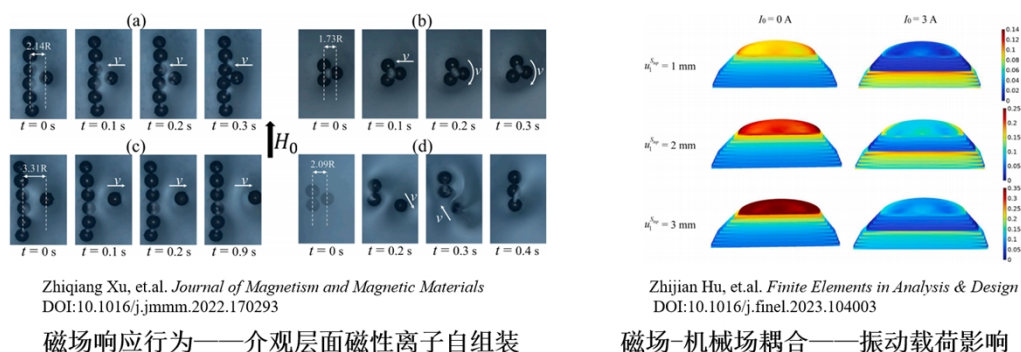 (a)
(b)
2.14R
v
v
v
1.73R
v
v
v
t = 0 s
t = 0.1 s
t = 0.2 s
t = 0.3 s
t = 0 s
t = 0.1 s
t = 0.2 s
t = 0.3 s
H₀
(c)
(d)
3.31R
v
v
v
2.09R
v
v
t = 0 s
t = 0.1 s
t = 0.2 s
t = 0.9 s
t = 0 s
t = 0.2 s
t = 0.3 s
t = 0.4 s
Zhiqiang Xu, et.al. Journal of Magnetism and Magnetic Materials
DOI:10.1016/j.jmmm.2022.170293
磁场响应行为——介观层面磁性离子自组装
I₀ = 0 A
I₀ = 3 A
u₁^Sup = 1 mm
0.14
0.12
0.1
0.08
0.06
0.04
0.02
0
u₁^Sup = 2 mm
0.25
0.2
0.15
0.1
0.05
0
u₁^Sup = 3 mm
0.35
0.3
0.25
0.2
0.15
0.1
0.05
0
Zhijian Hu, et.al. Finite Elements in Analysis & Design
DOI:10.1016/j.finel.2023.104003
磁场-机械场耦合——振动载荷影响